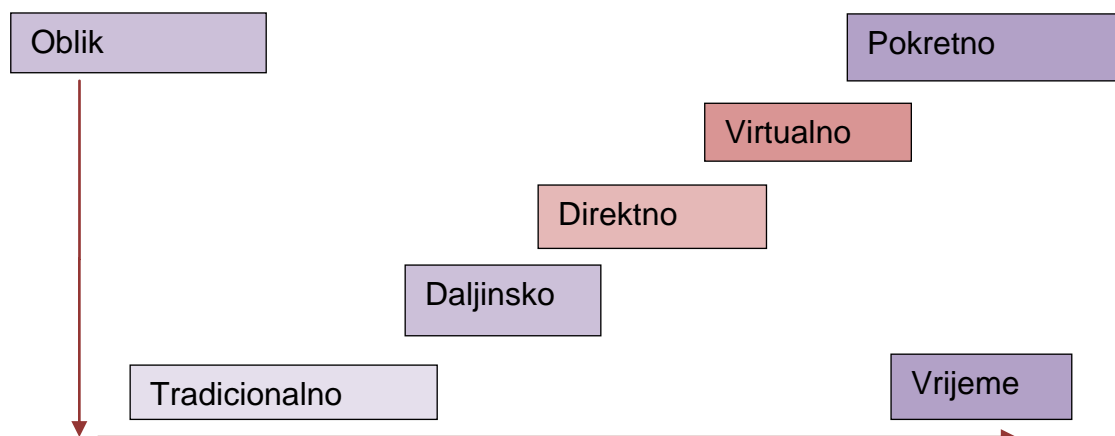 Oblik
Pokretno
Virtualno
Direktno
Daljinsko
Tradicionalno
Vrijeme